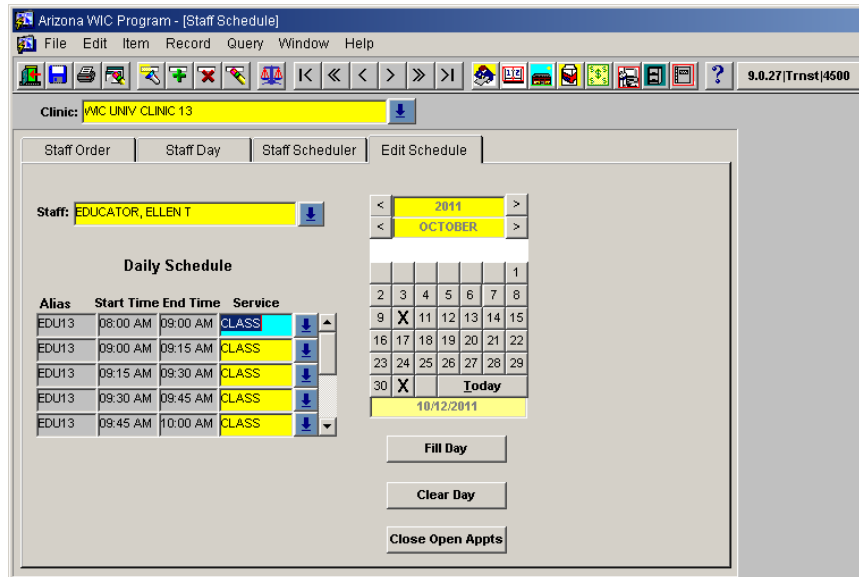 Arizona WIC Program - [Staff Schedule]
File Edit Item Record Query Window Help
9.0.27|Trnst|4500
Clinic: WIC UNIV CLINIC 13
Staff Order Staff Day Staff Scheduler Edit Schedule
Staff: EDUCATOR, ELLEN T
< 2011 >
< OCTOBER >
Daily Schedule
Alias Start Time End Time Service
EDU13 08:00 AM 09:00 AM CLASS
EDU13 09:00 AM 09:15 AM CLASS
EDU13 09:15 AM 09:30 AM CLASS
EDU13 09:30 AM 09:45 AM CLASS
EDU13 09:45 AM 10:00 AM CLASS
1
2 3 4 5 6 7 8
9 X 11 12 13 14 15
16 17 18 19 20 21 22
23 24 25 26 27 28 29
30 X Today
10/12/2011
Fill Day
Clear Day
Close Open Appts